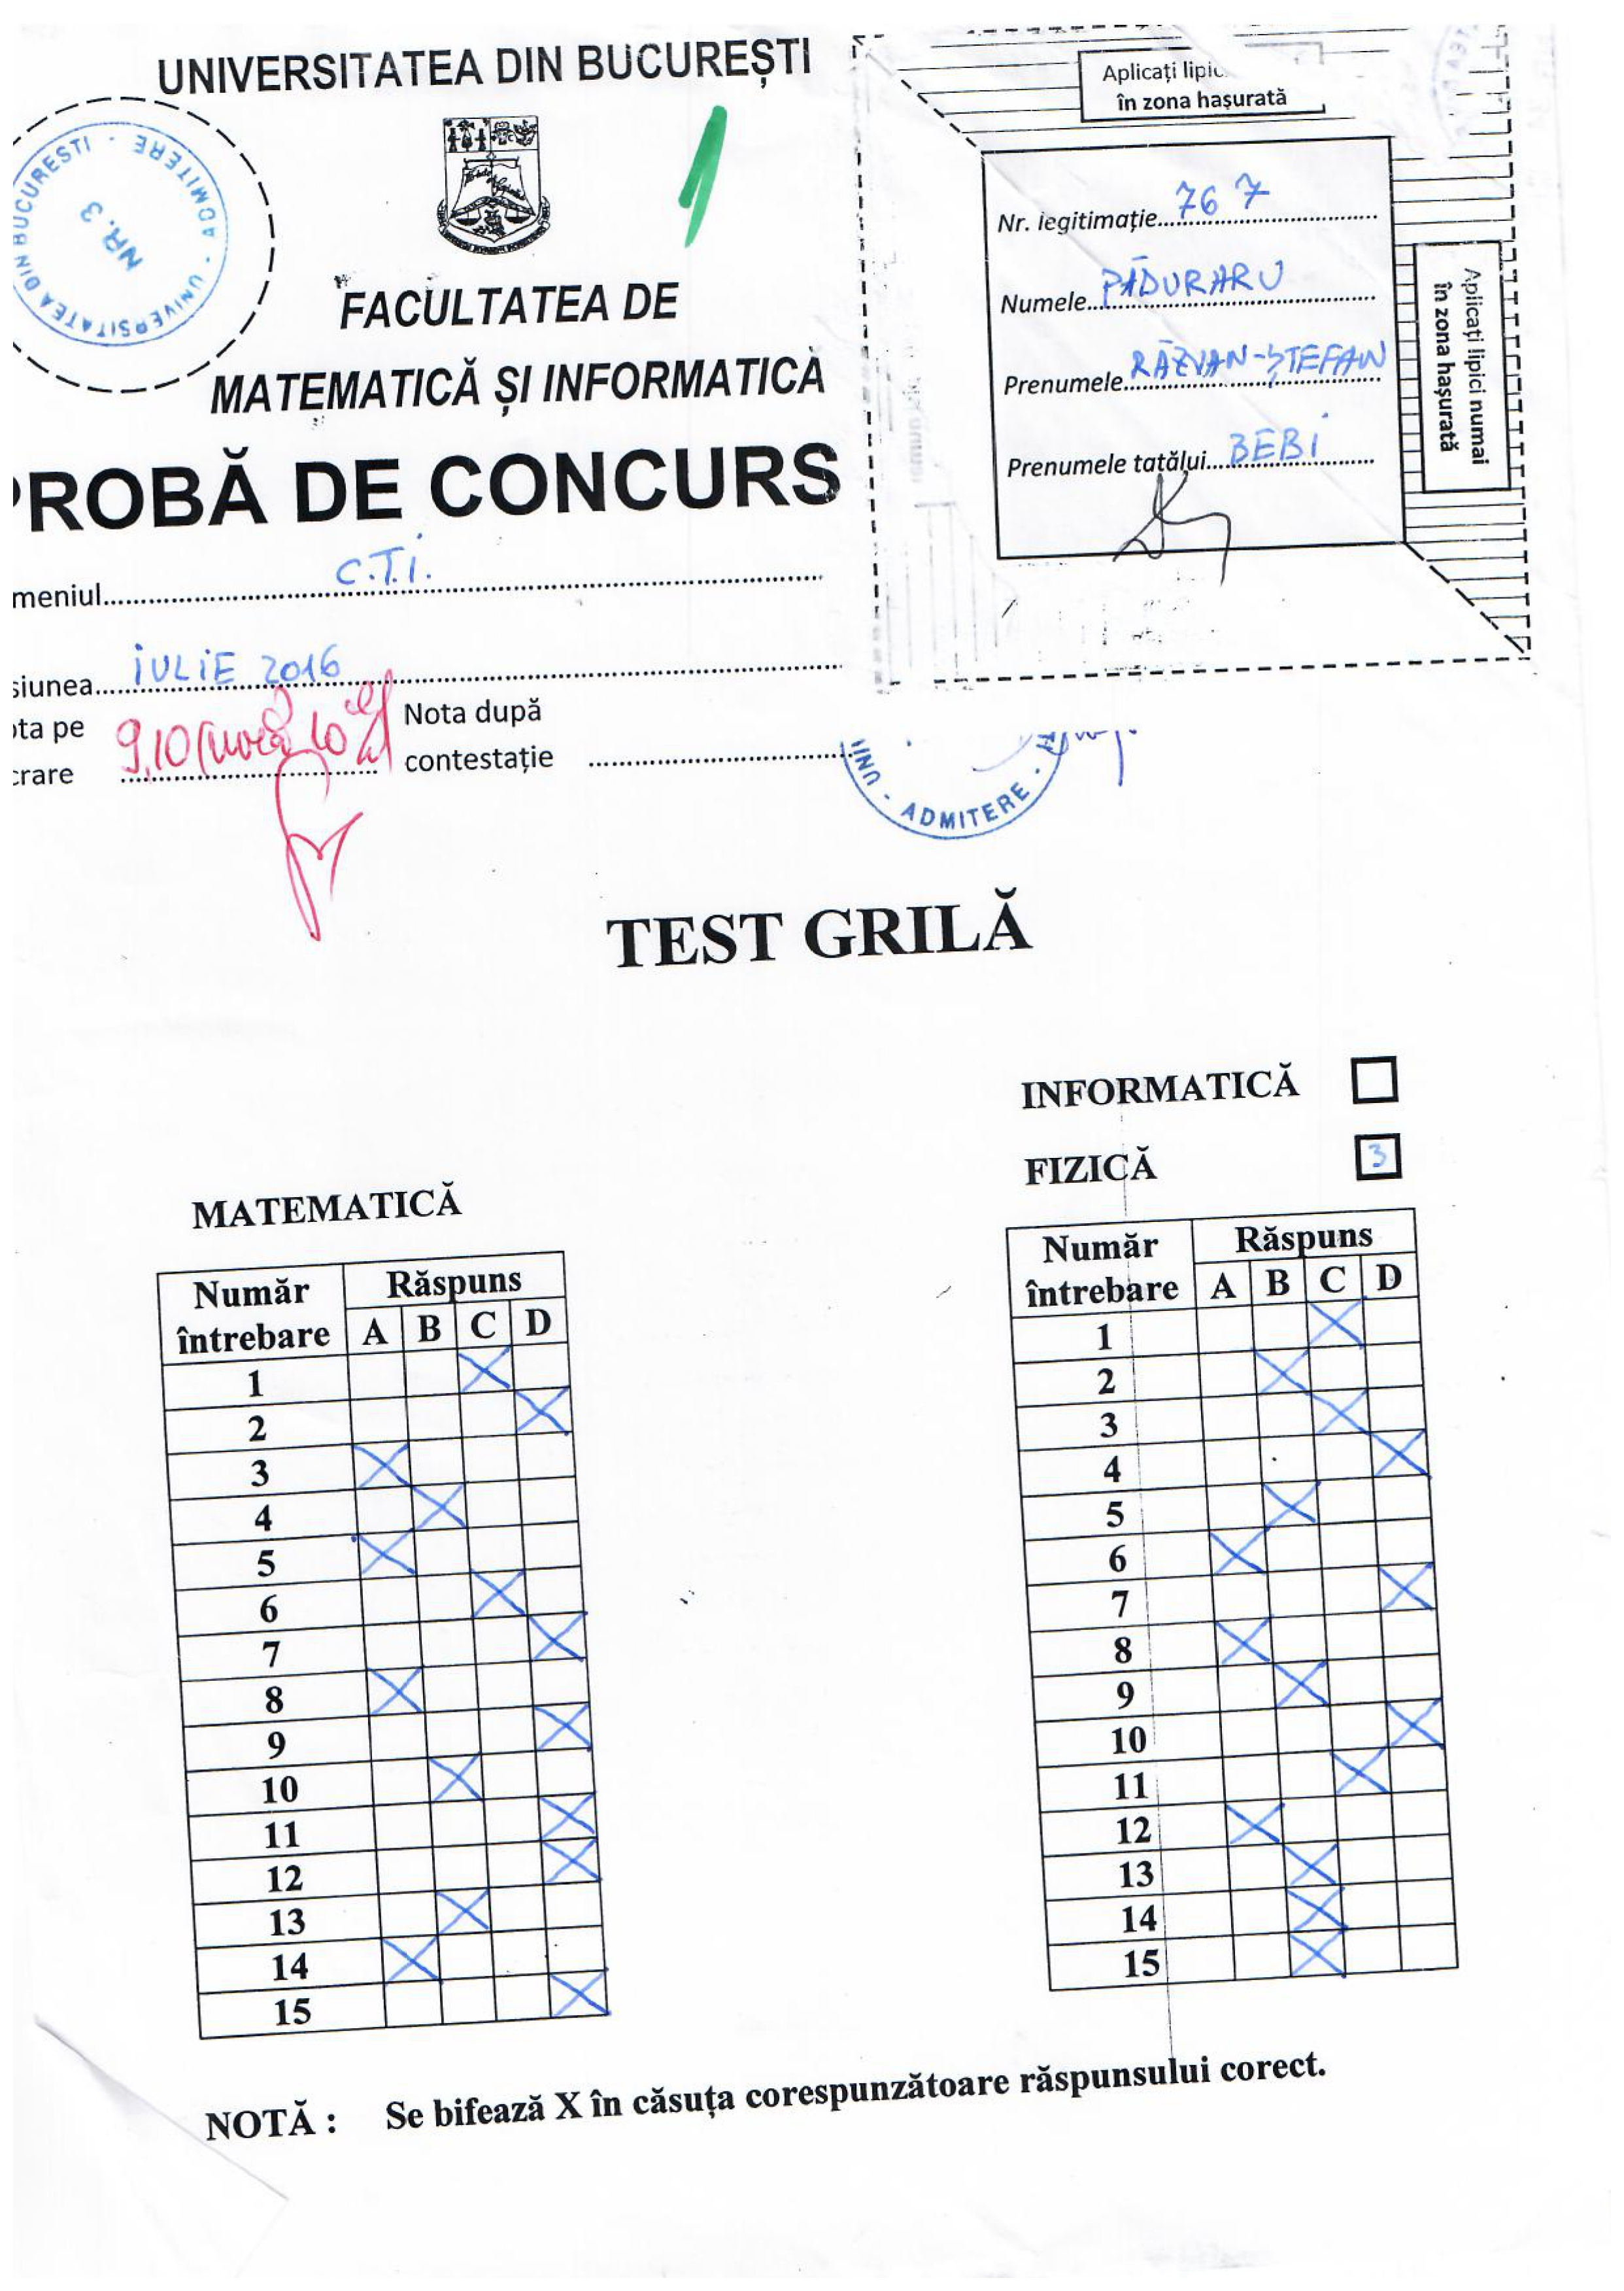 UNIVERSITATEA DIN BUCUREȘTI
UNIVERSITATEA DIN BUCURESTI - ADMITERE -
NR. 3
1
FACULTATEA DE
MATEMATICĂ ȘI INFORMATICĂ
PROBĂ DE CONCURS
meniul C.T.I.
siunea IULIE 2016
ota pe
crare 9,10 (nouă 10
Nota după
contestație
Aplicați
în zona hașurată
Nr. legitimație 767
Numele PĂDURARU
Prenumele RĂZVAN-ȘTEFAN
Prenumele tatălui BEBI
Aplicați lipici numai
în zona hașurată
UNI - ADMITERE -
TEST GRILĂ
INFORMATICĂ
FIZICĂ 3
MATEMATICĂ
Număr întrebare Răspuns
A B C D
1 X
2 X
3 X
4 X
5 X
6 X
7 X
8 X
9 X
10 X
11 X
12 X
13 X
14 X
15 X
Număr întrebare Răspuns
A B C D
1 X
2 X
3 X
4 X
5 X
6 X
7 X
8 X
9 X
10 X
11 X
12 X
13 X
14 X
15 X
NOTĂ : Se bifează X în căsuța corespunzătoare răspunsului corect.